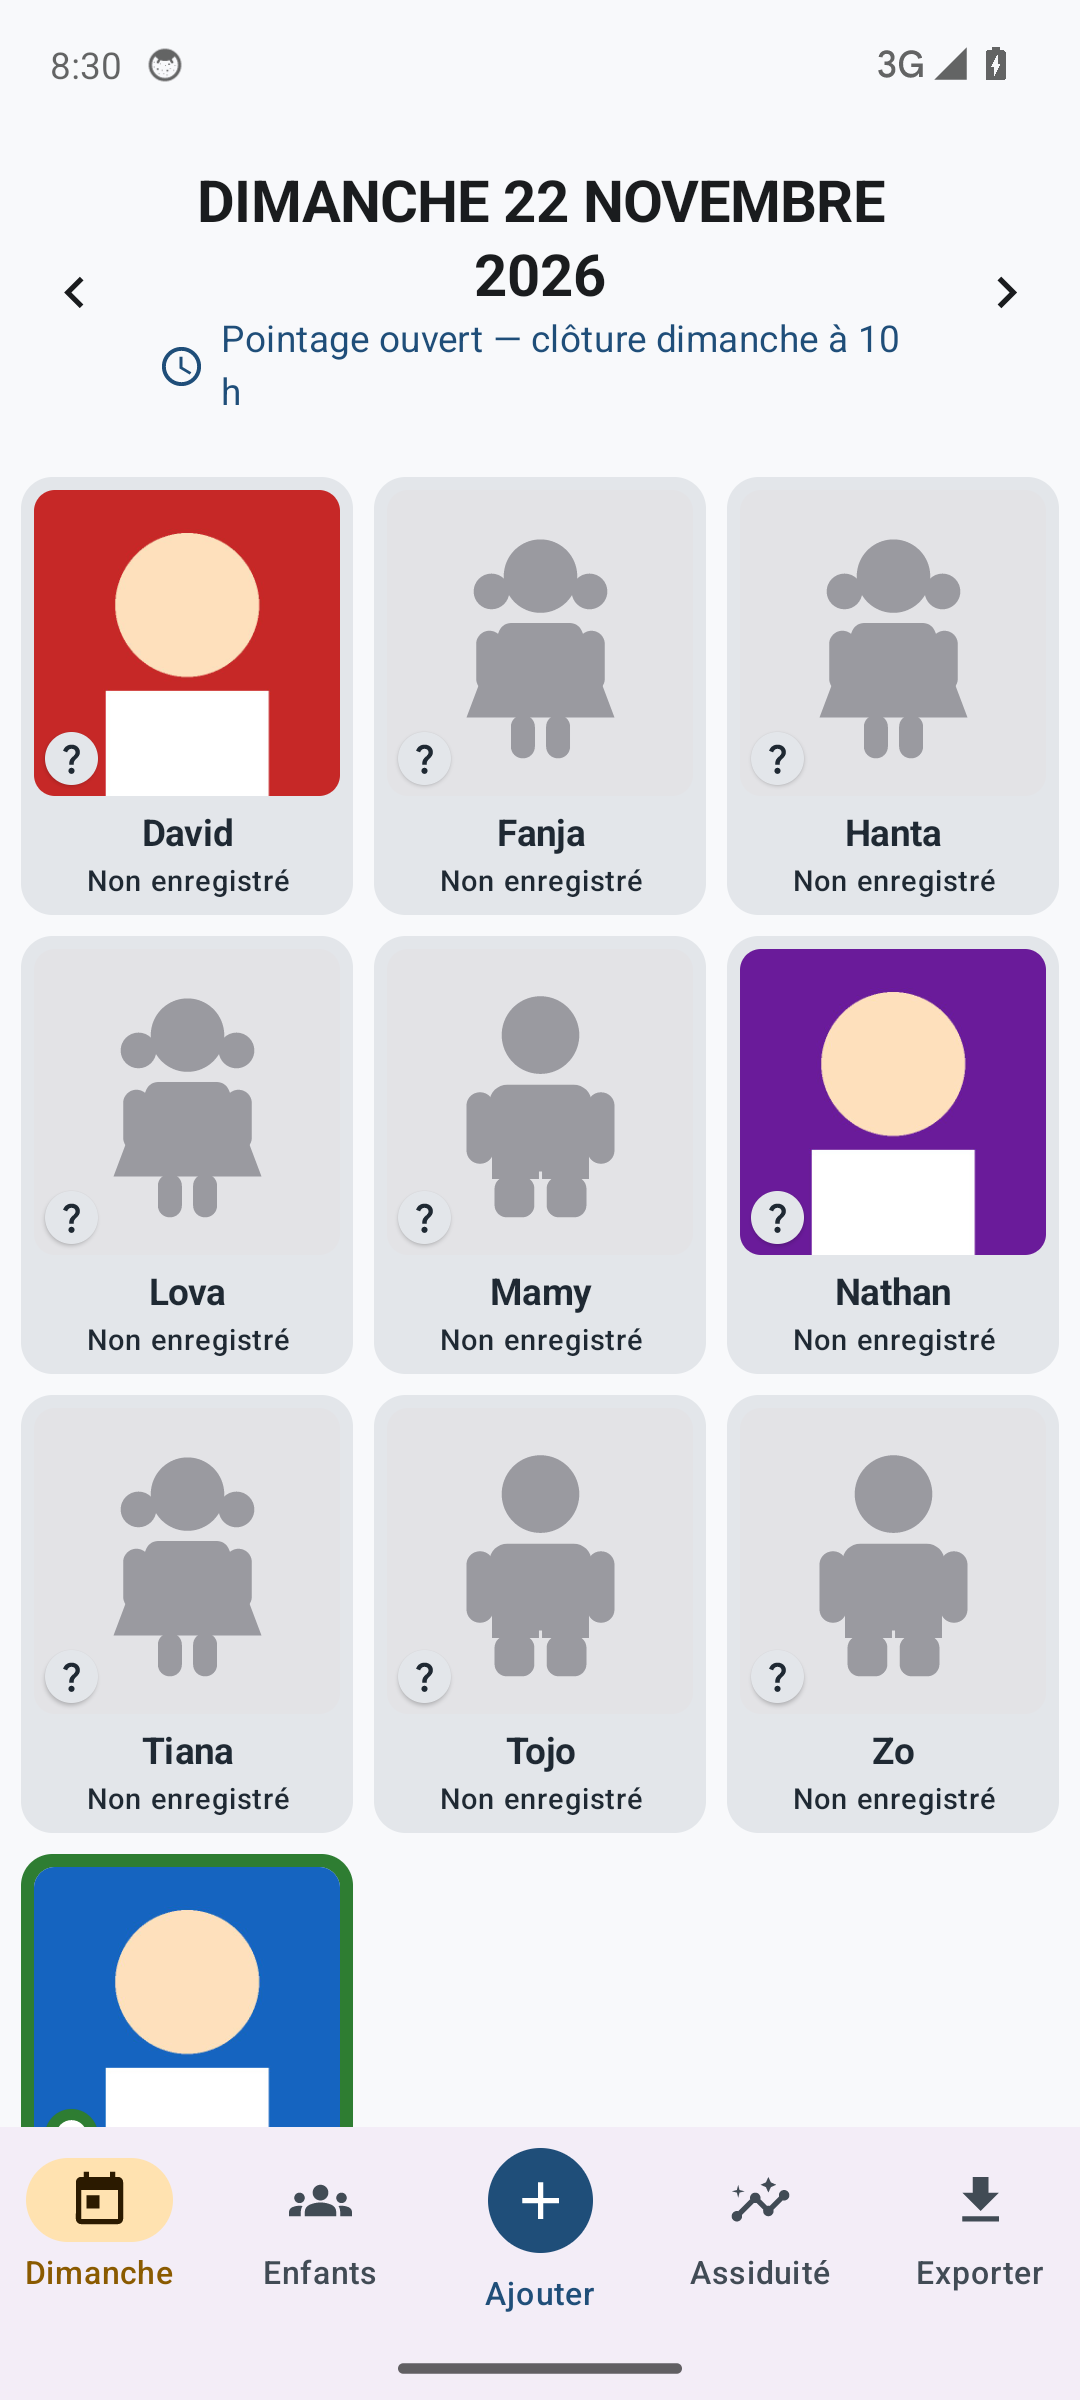 8:30
3G
DIMANCHE 22 NOVEMBRE
2026
Pointage ouvert — clôture dimanche à 10
h
?
?
?
David
Fanja
Hanta
Non enregistré
Non enregistré
Non enregistré
?
?
?
Lova
Mamy
Nathan
Non enregistré
Non enregistré
Non enregistré
?
?
?
Tiana
Tojo
Zo
Non enregistré
Non enregistré
Non enregistré
Dimanche
Enfants
Ajouter
Assiduité
Exporter